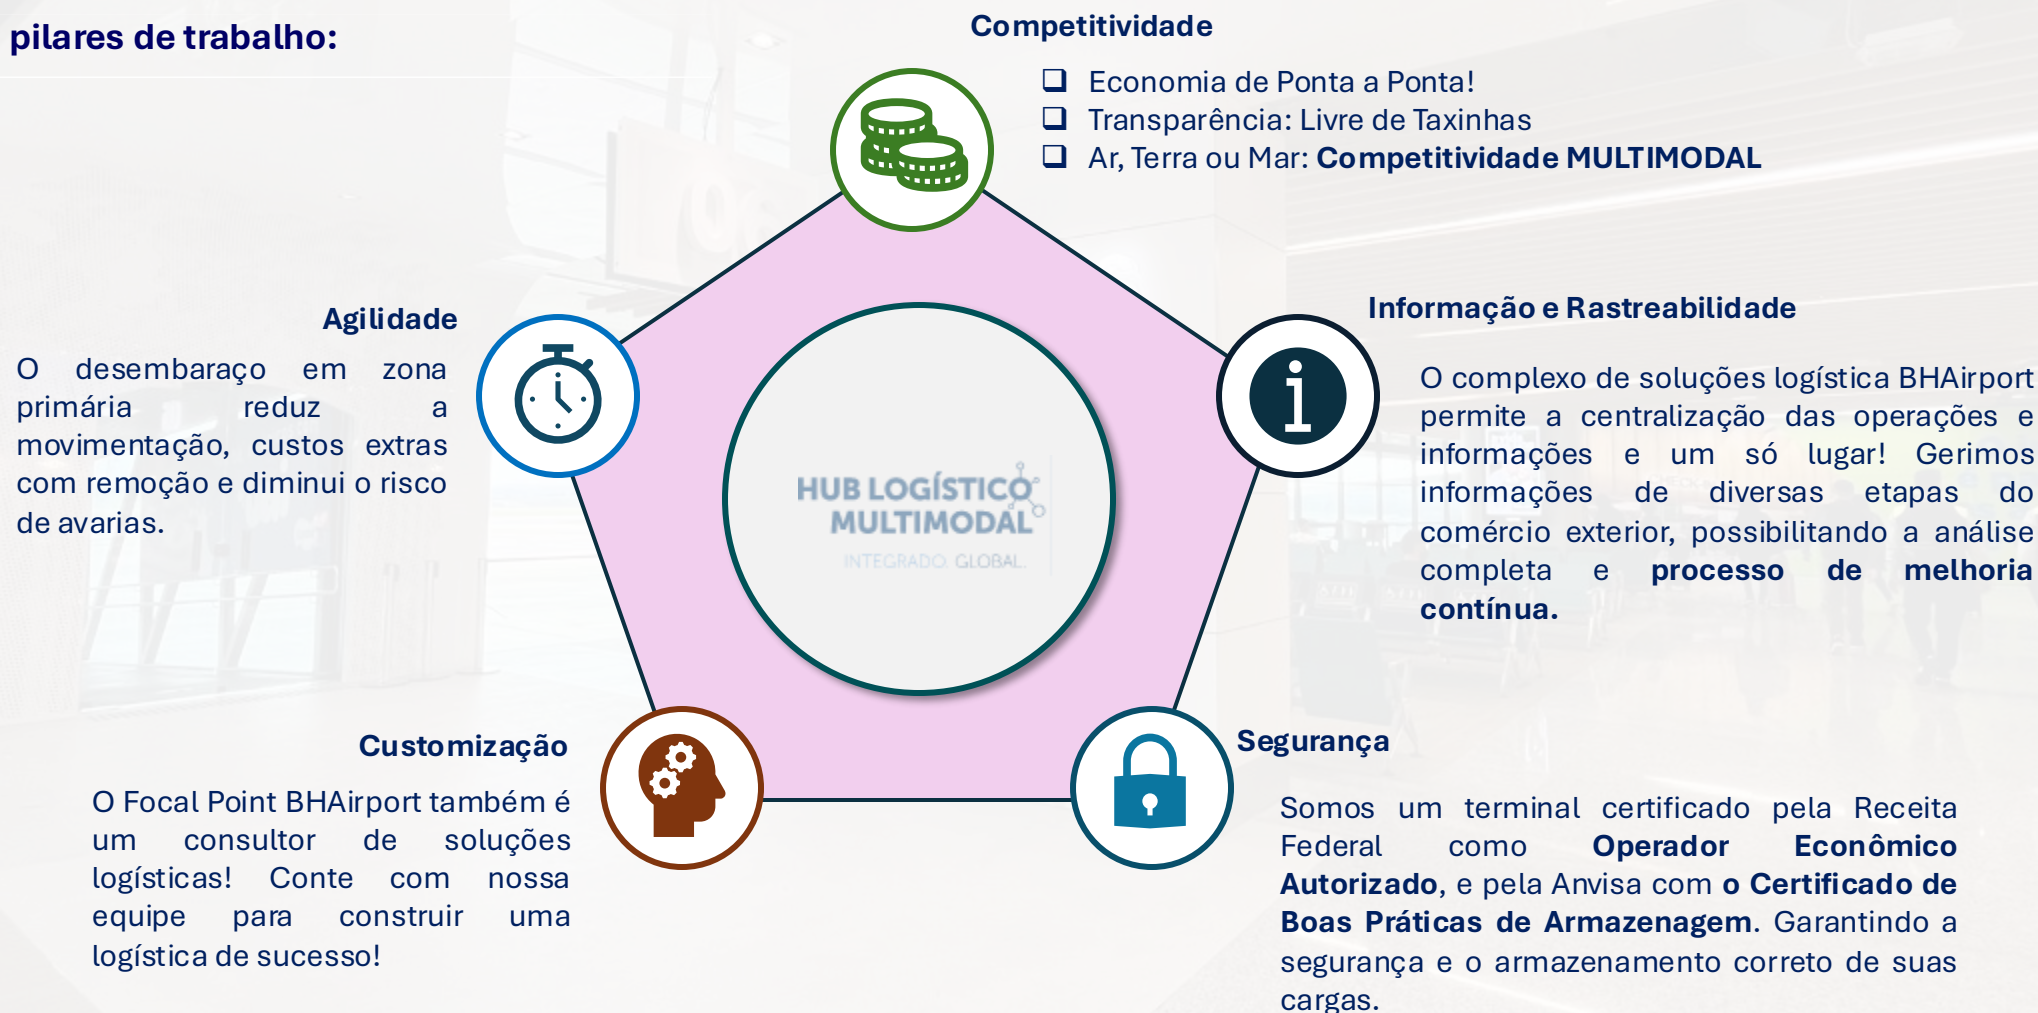 pilares de trabalho:
Competitividade
❑ Economia de Ponta a Ponta!
❑ Transparência: Livre de Taxinhas
❑ Ar, Terra ou Mar: Competitividade MULTIMODAL
Agilidade
O desembaraço em zona
primária reduz a
movimentação, custos extras
com remoção e diminui o risco
de avarias.
Informação e Rastreabilidade
O complexo de soluções logística BHAirport
permite a centralização das operações e
informações e um só lugar! Gerimos
informações de diversas etapas do
comércio exterior, possibilitando a análise
completa e processo de melhoria
contínua.
HUB LOGÍSTICO
MULTIMODAL
INTEGRADO. GLOBAL.
Customização
O Focal Point BHAirport também é
um consultor de soluções
logísticas! Conte com nossa
equipe para construir uma
logística de sucesso!
Segurança
Somos um terminal certificado pela Receita
Federal como Operador Econômico
Autorizado, e pela Anvisa com o Certificado de
Boas Práticas de Armazenagem. Garantindo a
segurança e o armazenamento correto de suas
cargas.